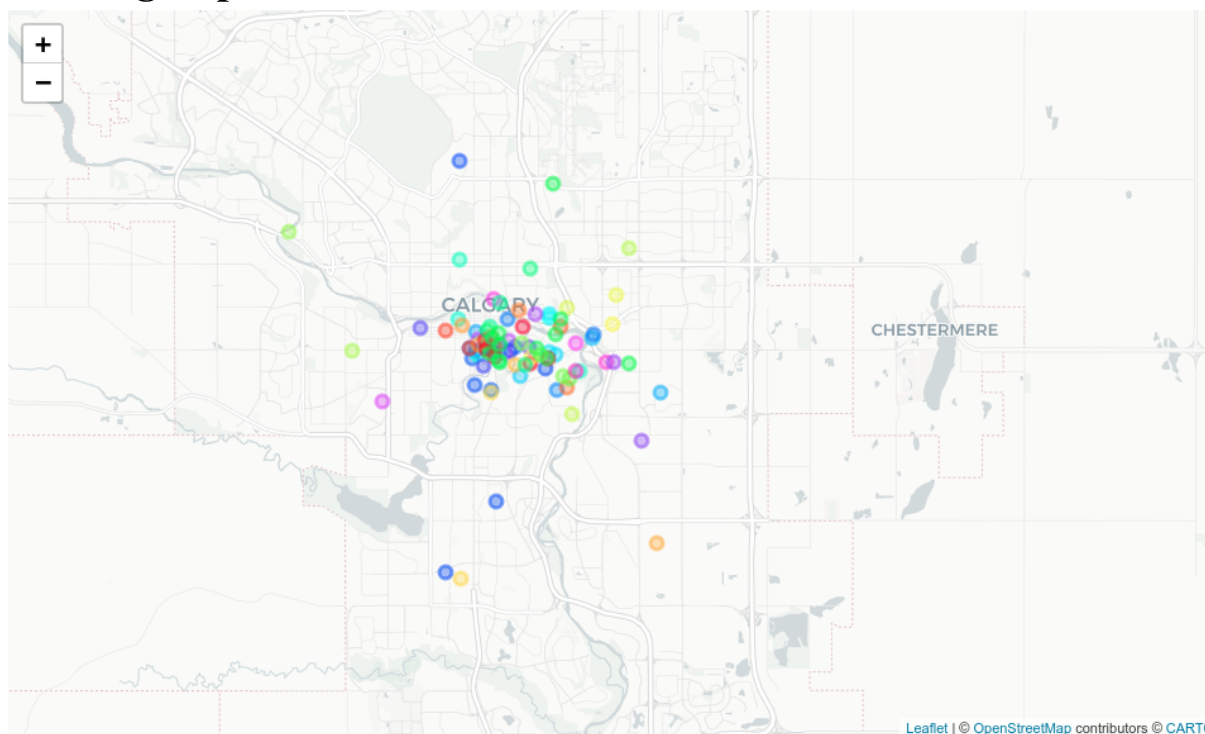 +
−
CALGARY
CHESTERMERE
Leaflet | © OpenStreetMap contributors © CART